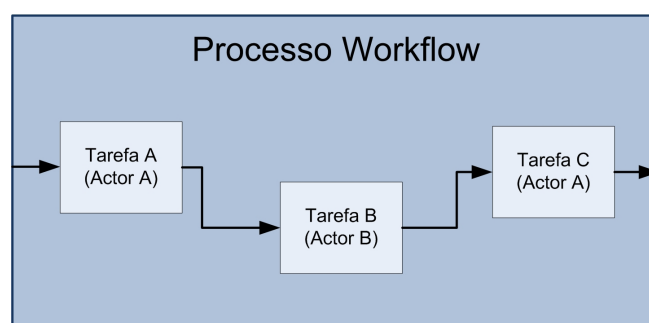 Processo Workflow
Tarefa A
(Actor A)
Tarefa B
(Actor B)
Tarefa C
(Actor A)